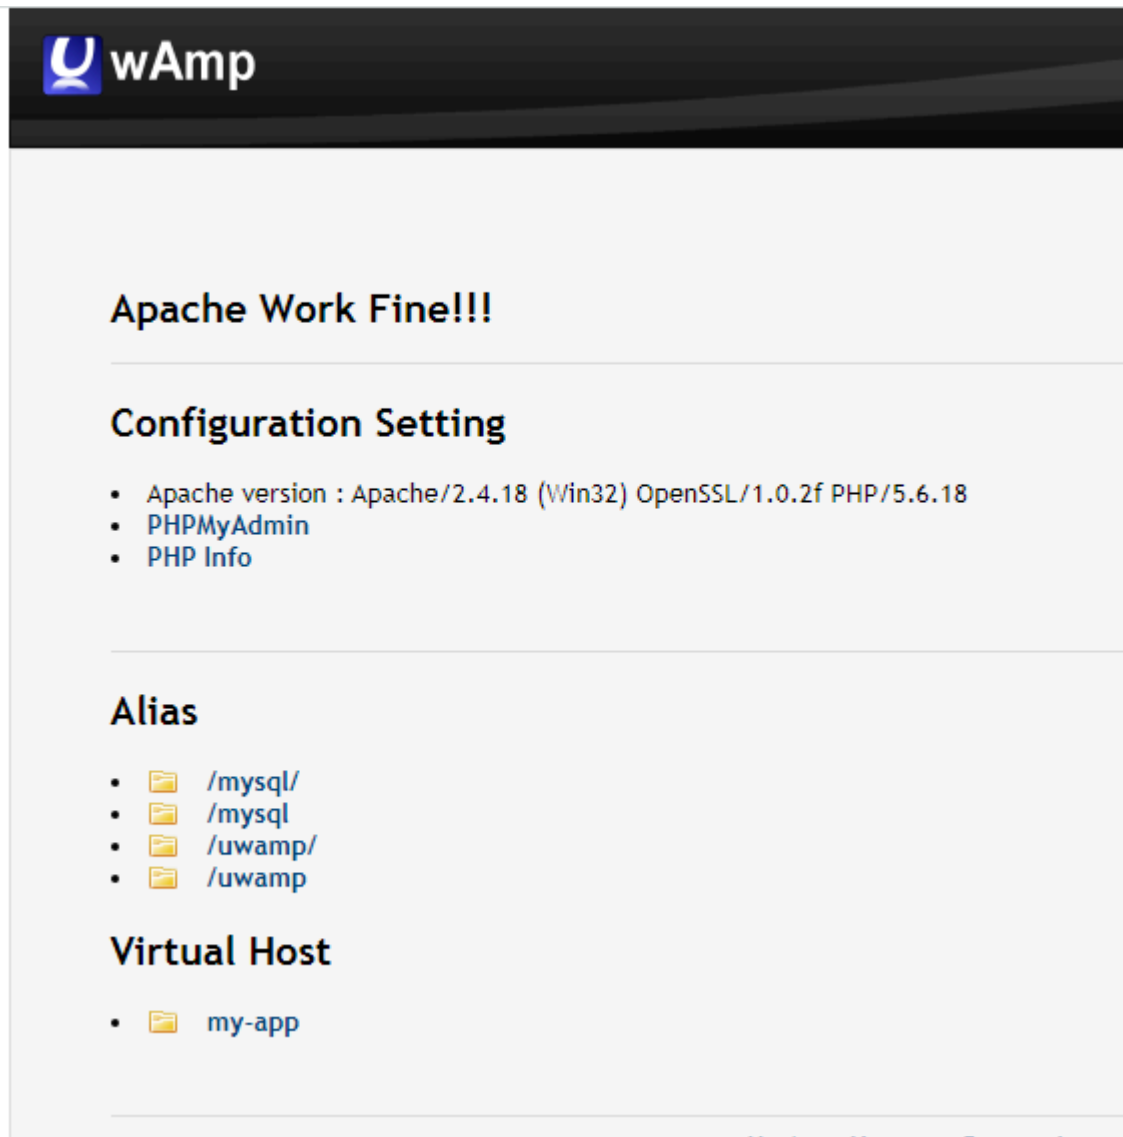 UwAmp
Apache Work Fine!!!
Configuration Setting
Apache version : Apache/2.4.18 (Win32) OpenSSL/1.0.2f PHP/5.6.18
PHPMyAdmin
PHP Info
Alias
/mysql/
/mysql
/uwamp/
/uwamp
Virtual Host
my-app